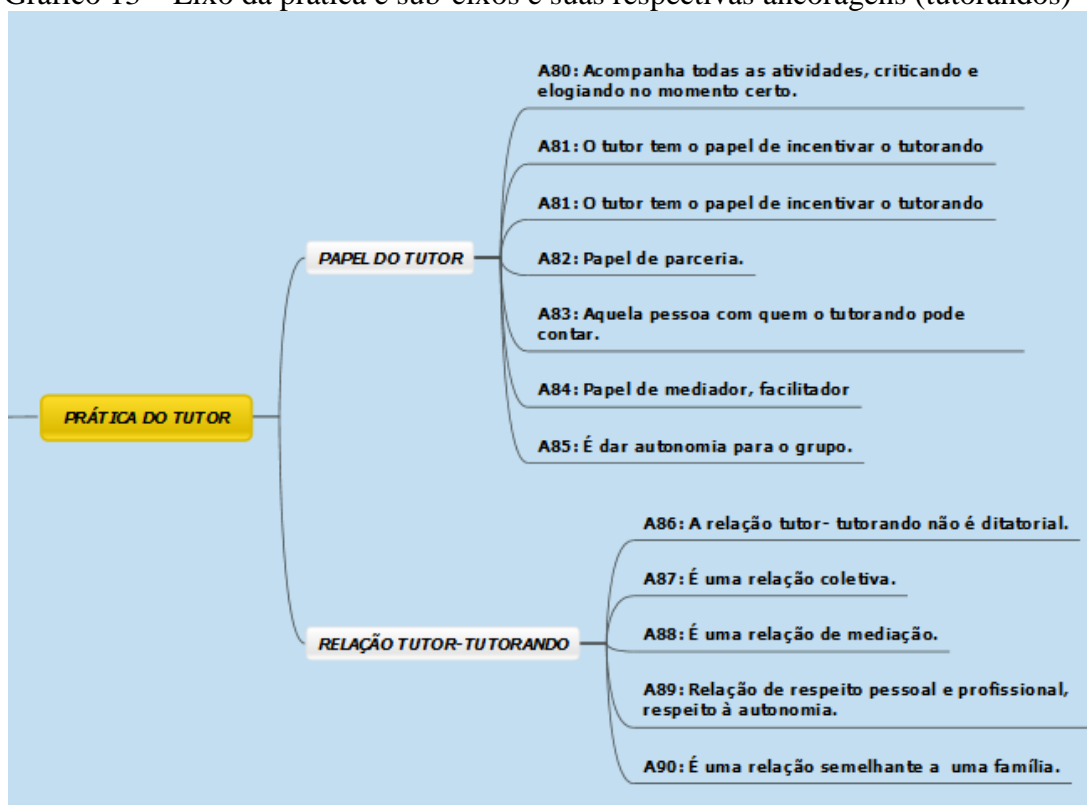 Gráfico 15 – Eixo da prática e sub-eixos e suas respectivas ancoragens (tutorandos)
A80: Acompanha todas as atividades, criticando e
elogiando no momento certo.
A81: O tutor tem o papel de incentivar o tutorando
A81: O tutor tem o papel de incentivar o tutorando
PAPEL DO TUTOR
A82: Papel de parceria.
A83: Aquela pessoa com quem o tutorando pode
contar.
A84: Papel de mediador, facilitador
PRÁTICA DO TUTOR
A85: É dar autonomia para o grupo.
A86: A relação tutor- tutorando não é ditatorial.
A87: É uma relação coletiva.
RELAÇÃO TUTOR-TUTORANDO
A88: É uma relação de mediação.
A89: Relação de respeito pessoal e profissional,
respeito à autonomia.
A90: É uma relação semelhante a uma família.